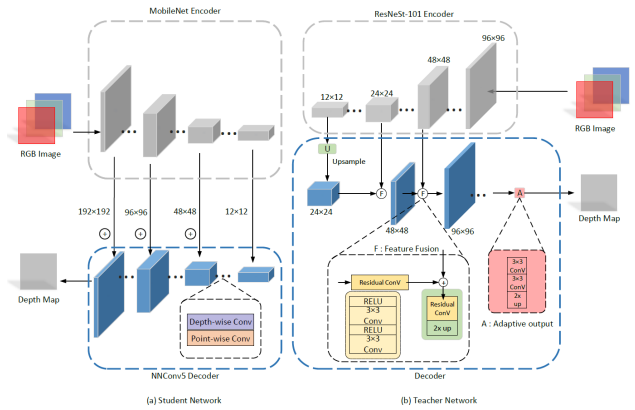 MobileNet Encoder
RGB Image
192×192
96×96
48×48
12×12
Depth Map
Depth-wise Conv
Point-wise Conv
NNConv5 Decoder
(a) Student Network
ResNeSt-101 Encoder
12×12
24×24
48×48
96×96
RGB Image
U
Upsample
24×24
F
48×48
F
96×96
A
Depth Map
F : Feature Fusion
Residual ConV
RELU
3×3
Conv
RELU
3×3
Conv
Residual
ConV
2x up
3×3
ConV
3×3
ConV
2x
up
A : Adaptive output
Decoder
(b) Teacher Network